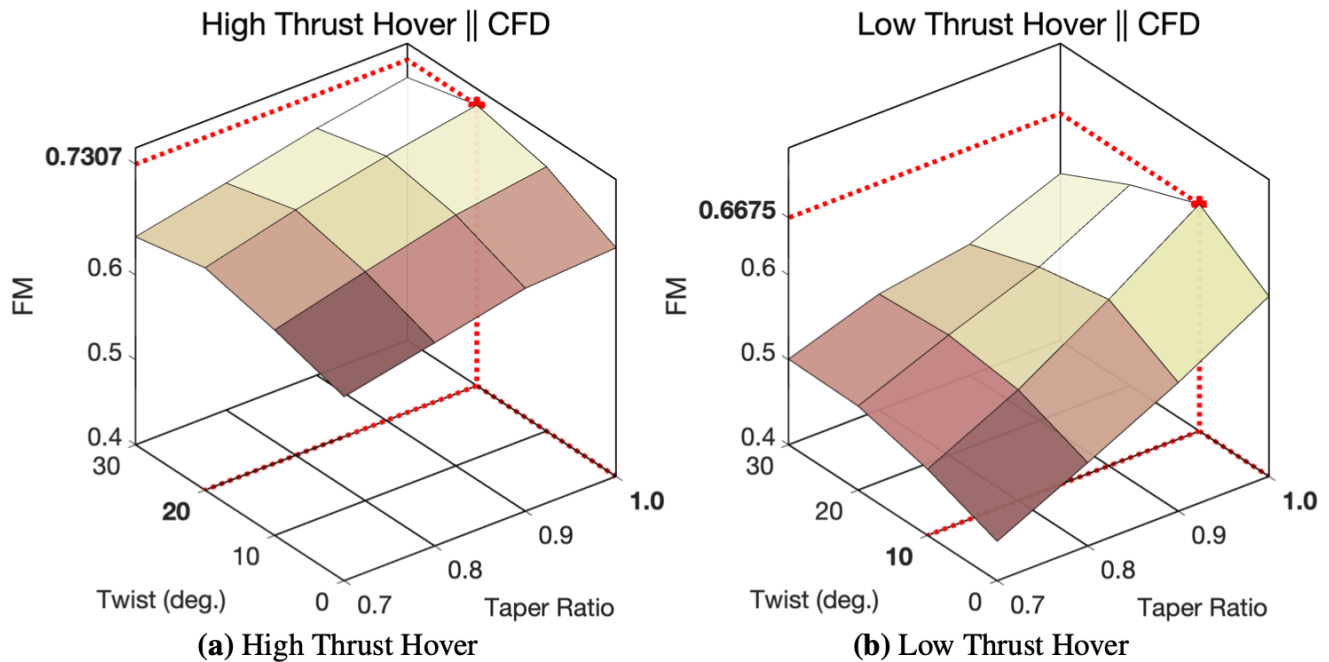 High Thrust Hover || CFD
0.7307
0.6
0.5
0.4
FM
30
20
10
0
Twist (deg.)
0.7
0.8
0.9
1.0
Taper Ratio
(a) High Thrust Hover
Low Thrust Hover || CFD
0.6675
0.6
0.5
0.4
FM
30
20
10
0
Twist (deg.)
0.7
0.8
0.9
1.0
Taper Ratio
(b) Low Thrust Hover